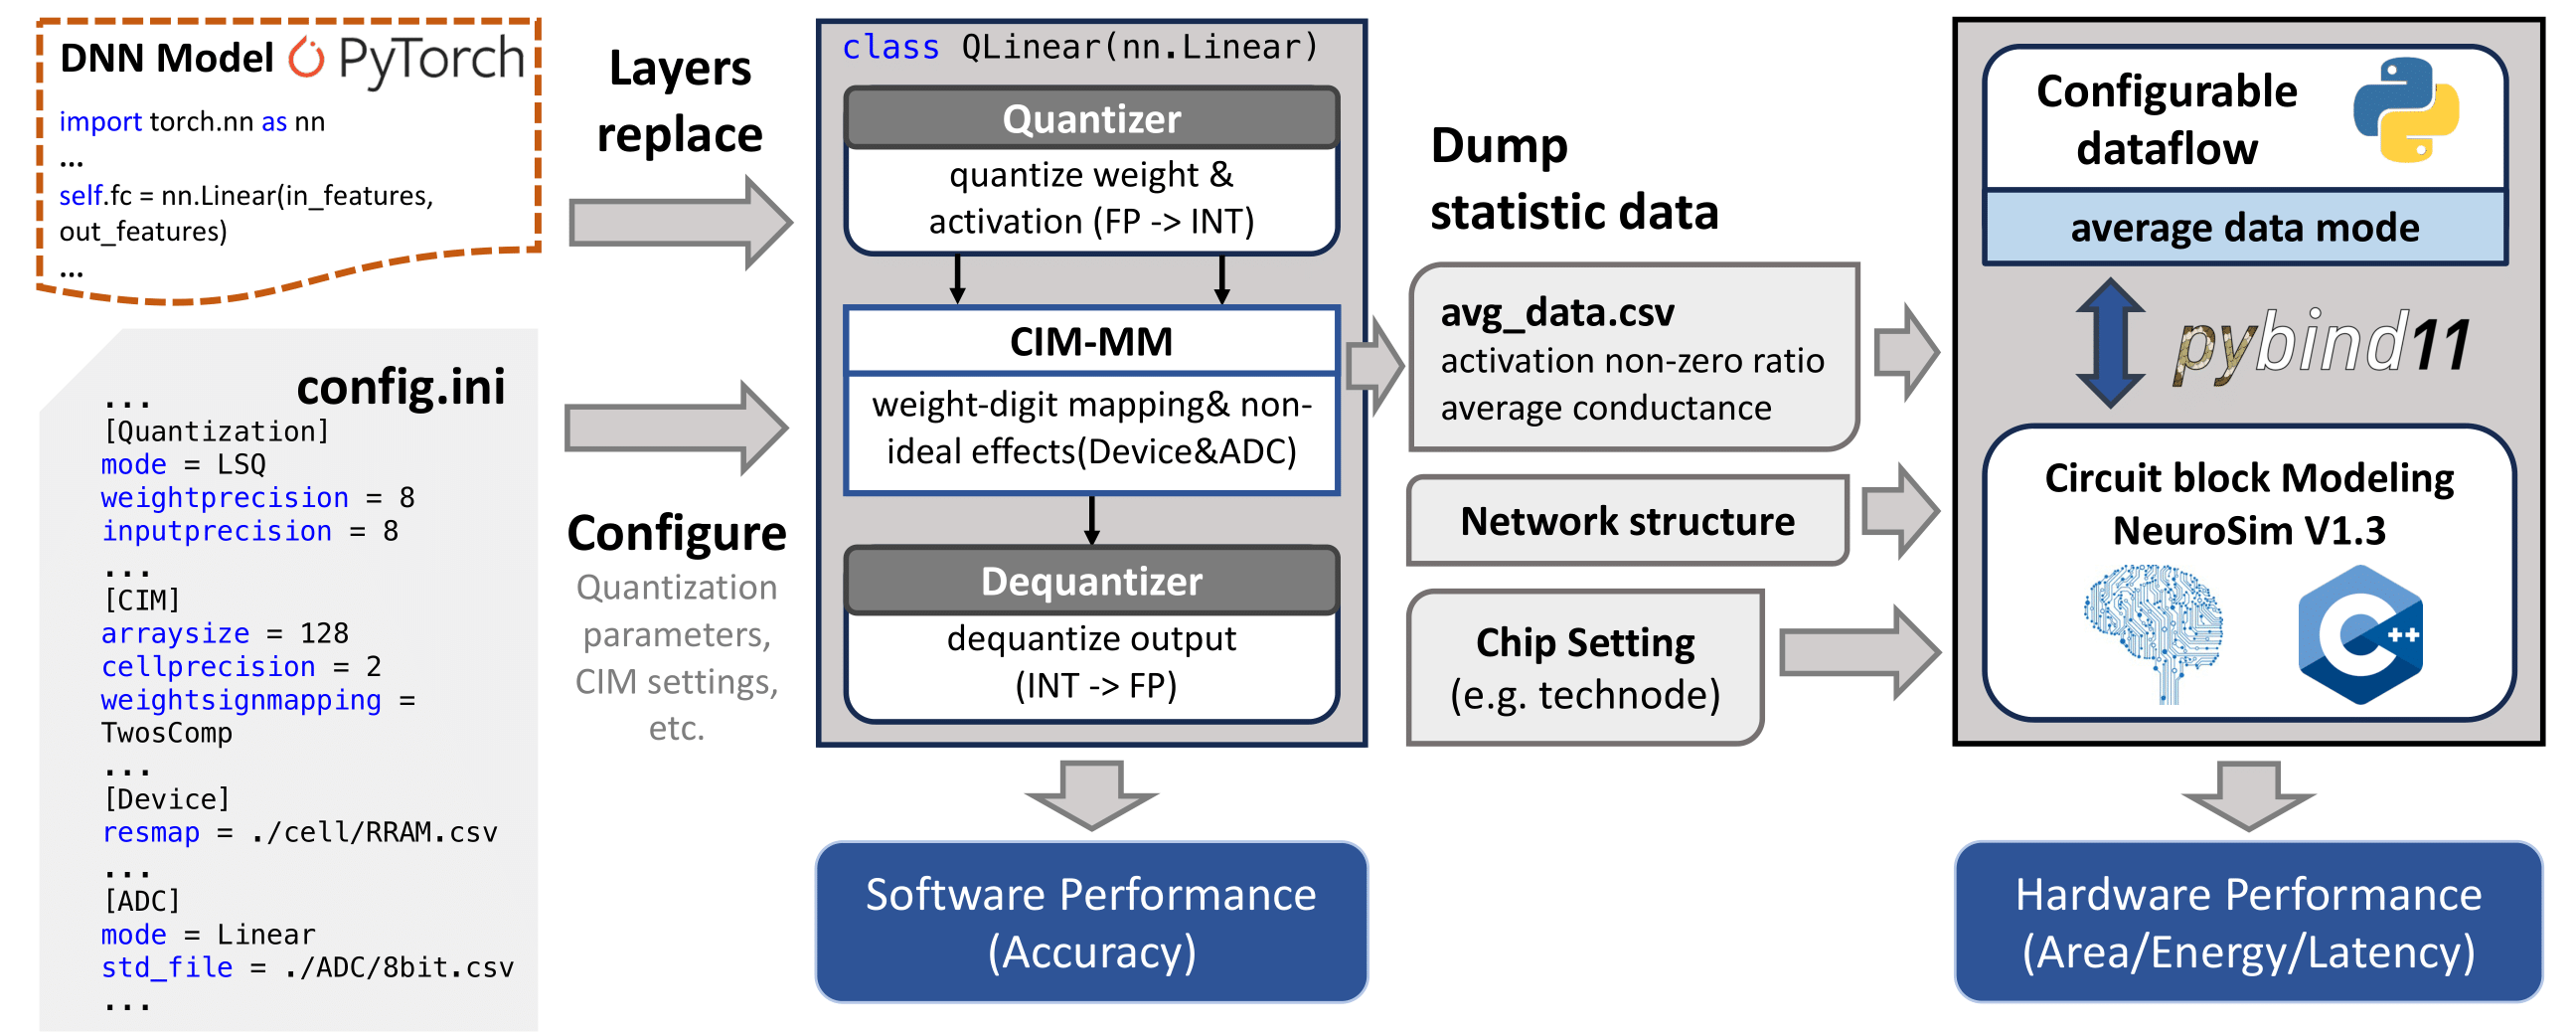 DNN Model PyTorch
import torch.nn as nn
...
self.fc = nn.Linear(in_features,
out_features)
...
config.ini
...
[Quantization]
mode = LSQ
weightprecision = 8
inputprecision = 8
...
[CIM]
arraysize = 128
cellprecision = 2
weightsignmapping =
TwosComp
...
[Device]
resmap = ./cell/RRAM.csv
...
[ADC]
mode = Linear
std_file = ./ADC/8bit.csv
...
Layers
replace
Configure
Quantization
parameters,
CIM settings,
etc.
class QLinear(nn.Linear)
Quantizer
quantize weight &
activation (FP -> INT)
CIM-MM
weight-digit mapping& non-
ideal effects(Device&ADC)
Dequantizer
dequantize output
(INT -> FP)
Software Performance
(Accuracy)
Dump
statistic data
avg_data.csv
activation non-zero ratio
average conductance
Network structure
Chip Setting
(e.g. technode)
Configurable
dataflow
average data mode
pybind11
Circuit block Modeling
NeuroSim V1.3
C++
Hardware Performance
(Area/Energy/Latency)